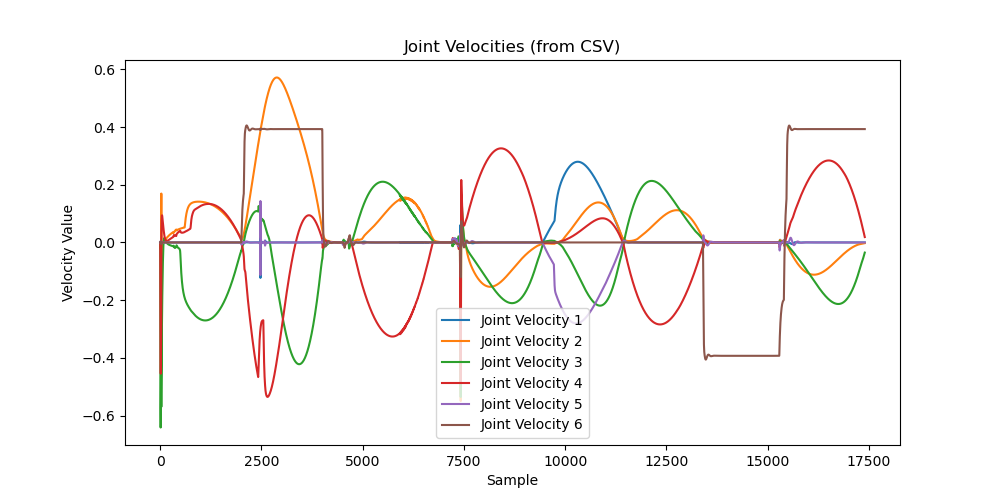 Joint Velocities (from CSV)
Velocity Value
0.6
0.4
0.2
0.0
−0.2
−0.4
−0.6
Joint Velocity 1
Joint Velocity 2
Joint Velocity 3
Joint Velocity 4
Joint Velocity 5
Joint Velocity 6
0 2500 5000 7500 10000 12500 15000 17500
Sample